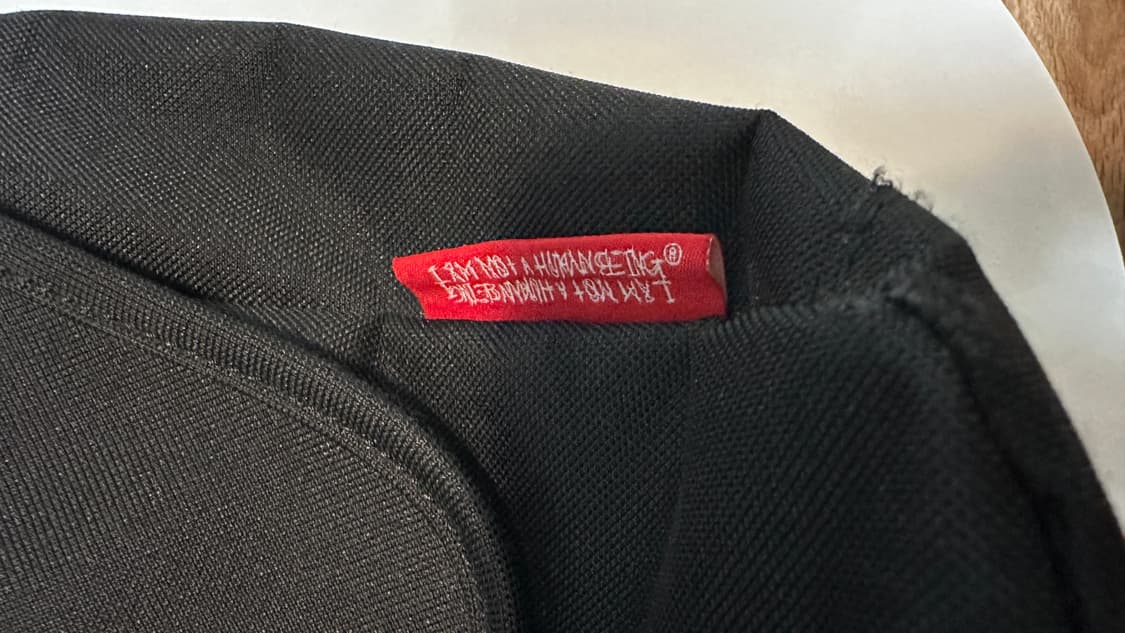 I AM NOt A HUMAN BEING®
I AM NOt A HUMAN BEING